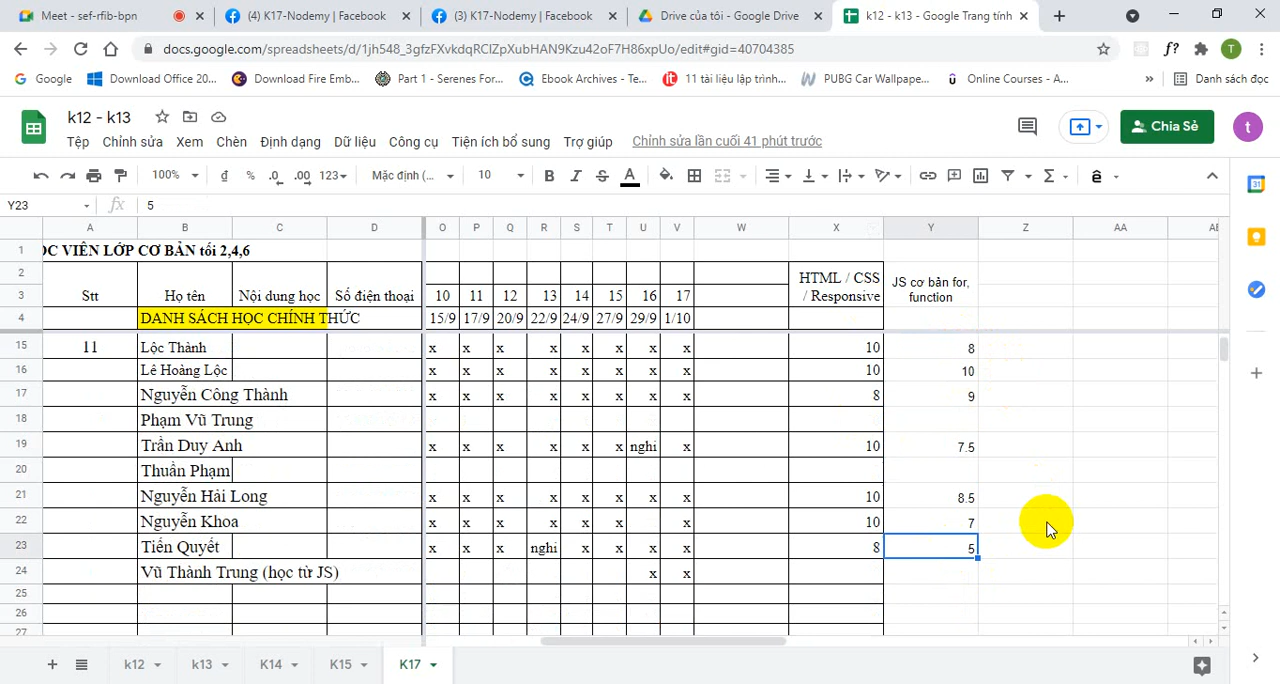 Meet - sef-rfib-bpn
(4) K17-Nodemy | Facebook
(3) K17-Nodemy | Facebook
Drive của tôi - Google Drive
k12 - k13 - Google Trang tính
docs.google.com/spreadsheets/d/1jh548_3gfzFXvkdqRClZpXubHAN9Kzu42oF7H86xpUo/edit#gid=40704385
f?
T
Google
Download Office 20...
Download Fire Emb...
Part 1 - Serenes For...
Ebook Archives - Te...
11 tài liệu lập trình...
PUBG Car Wallpape...
Online Courses - A...
»
Danh sách đọc
k12 - k13
Chia Sẻ
t
Tệp Chỉnh sửa Xem Chèn Định dạng Dữ liệu Công cụ Tiện ích bổ sung Trợ giúp Chỉnh sửa lần cuối 41 phút trước
100% đ % .0 .00 123 Mặc định (... 10 B I S A Σ ê
Y23 fx 5
A B C D O P Q R S T U V W X Y Z AA AB
1 ỌC VIÊN LỚP CƠ BẢN tối 2,4,6
2 HTML / CSS / Responsive JS cơ bản for, function
3 Stt Họ tên Nội dung học Số điện thoại 10 11 12 13 14 15 16 17
4 DANH SÁCH HỌC CHÍNH THỨC 15/9 17/9 20/9 22/9 24/9 27/9 29/9 1/10
15 11 Lộc Thành x x x x x x x x 10 8
16 Lê Hoàng Lộc x x x x x x x x 10 10
17 Nguyễn Công Thành x x x x x x x x 8 9
18 Phạm Vũ Trung
19 Trần Duy Anh x x x x x x nghi x 10 7.5
20 Thuần Phạm
21 Nguyễn Hải Long x x x x x x x x 10 8.5
22 Nguyễn Khoa x x x x x x x x 10 7
23 Tiến Quyết x x x nghi x x x x 8 5
24 Vũ Thành Trung (học từ JS) x x
25
26
27
k12 k13 K14 K15 K17